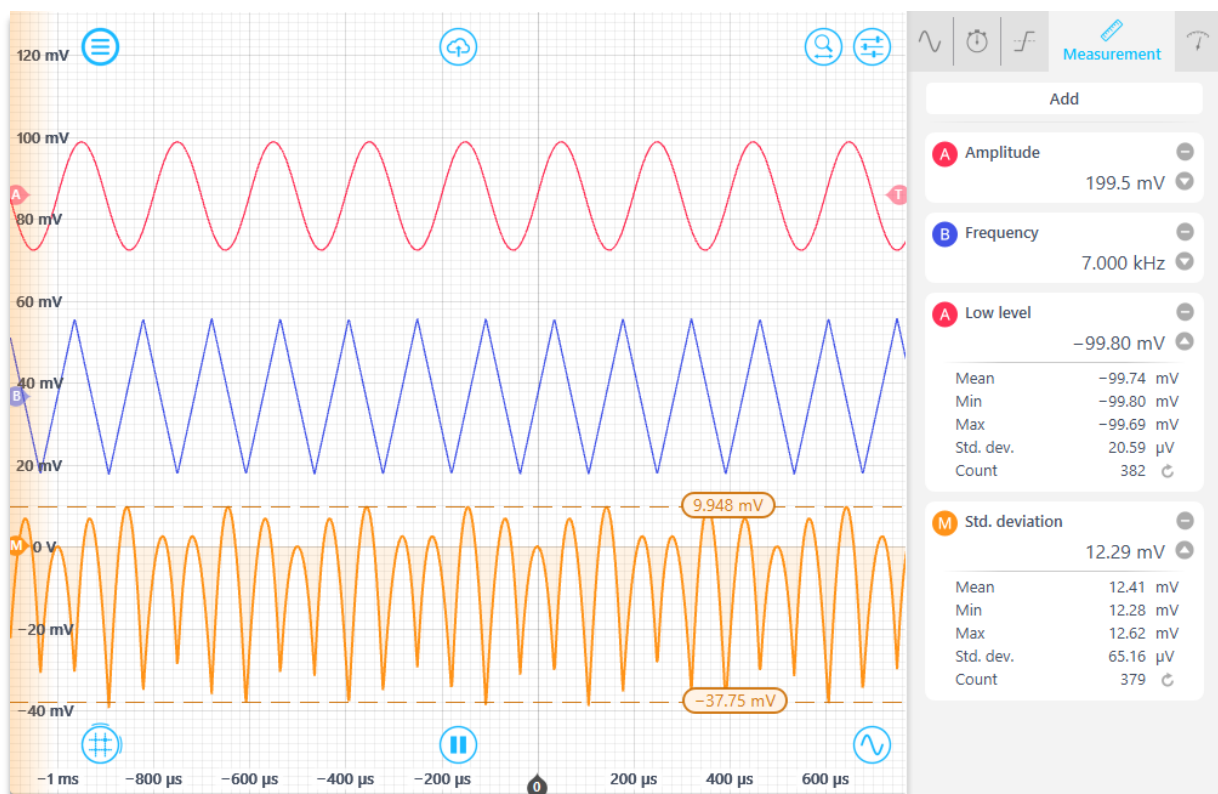 120 mV
100 mV
A
T
80 mV
60 mV
40 mV
B
20 mV
9.948 mV
M
0 V
−20 mV
−37.75 mV
−40 mV
−1 ms −800 µs −600 µs −400 µs −200 µs 0 200 µs 400 µs 600 µs
Measurement
Add
A Amplitude
199.5 mV
B Frequency
7.000 kHz
A Low level
−99.80 mV
Mean −99.74 mV
Min −99.80 mV
Max −99.69 mV
Std. dev. 20.59 µV
Count 382
M Std. deviation
12.29 mV
Mean 12.41 mV
Min 12.28 mV
Max 12.62 mV
Std. dev. 65.16 µV
Count 379